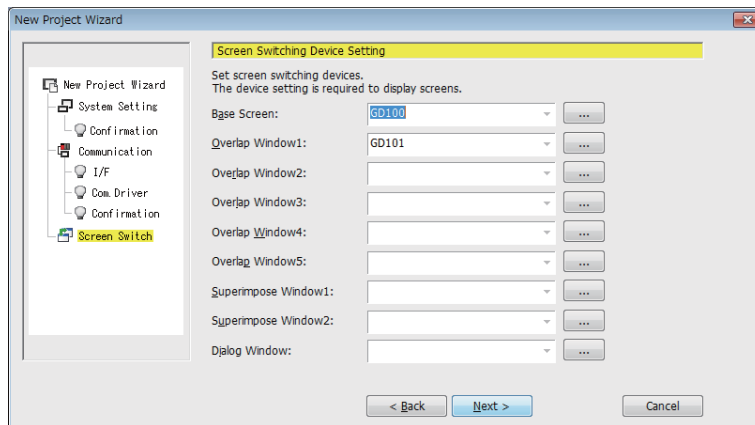 New Project Wizard
New Project Wizard
System Setting
Confirmation
Communication
I/F
Com.Driver
Confirmation
Screen Switch
Screen Switching Device Setting
Set screen switching devices.
The device setting is required to display screens.
Base Screen: GD100 ...
Overlap Window1: GD101 ...
Overlap Window2: ...
Overlap Window3: ...
Overlap Window4: ...
Overlap Window5: ...
Superimpose Window1: ...
Superimpose Window2: ...
Dialog Window: ...
< Back Next > Cancel